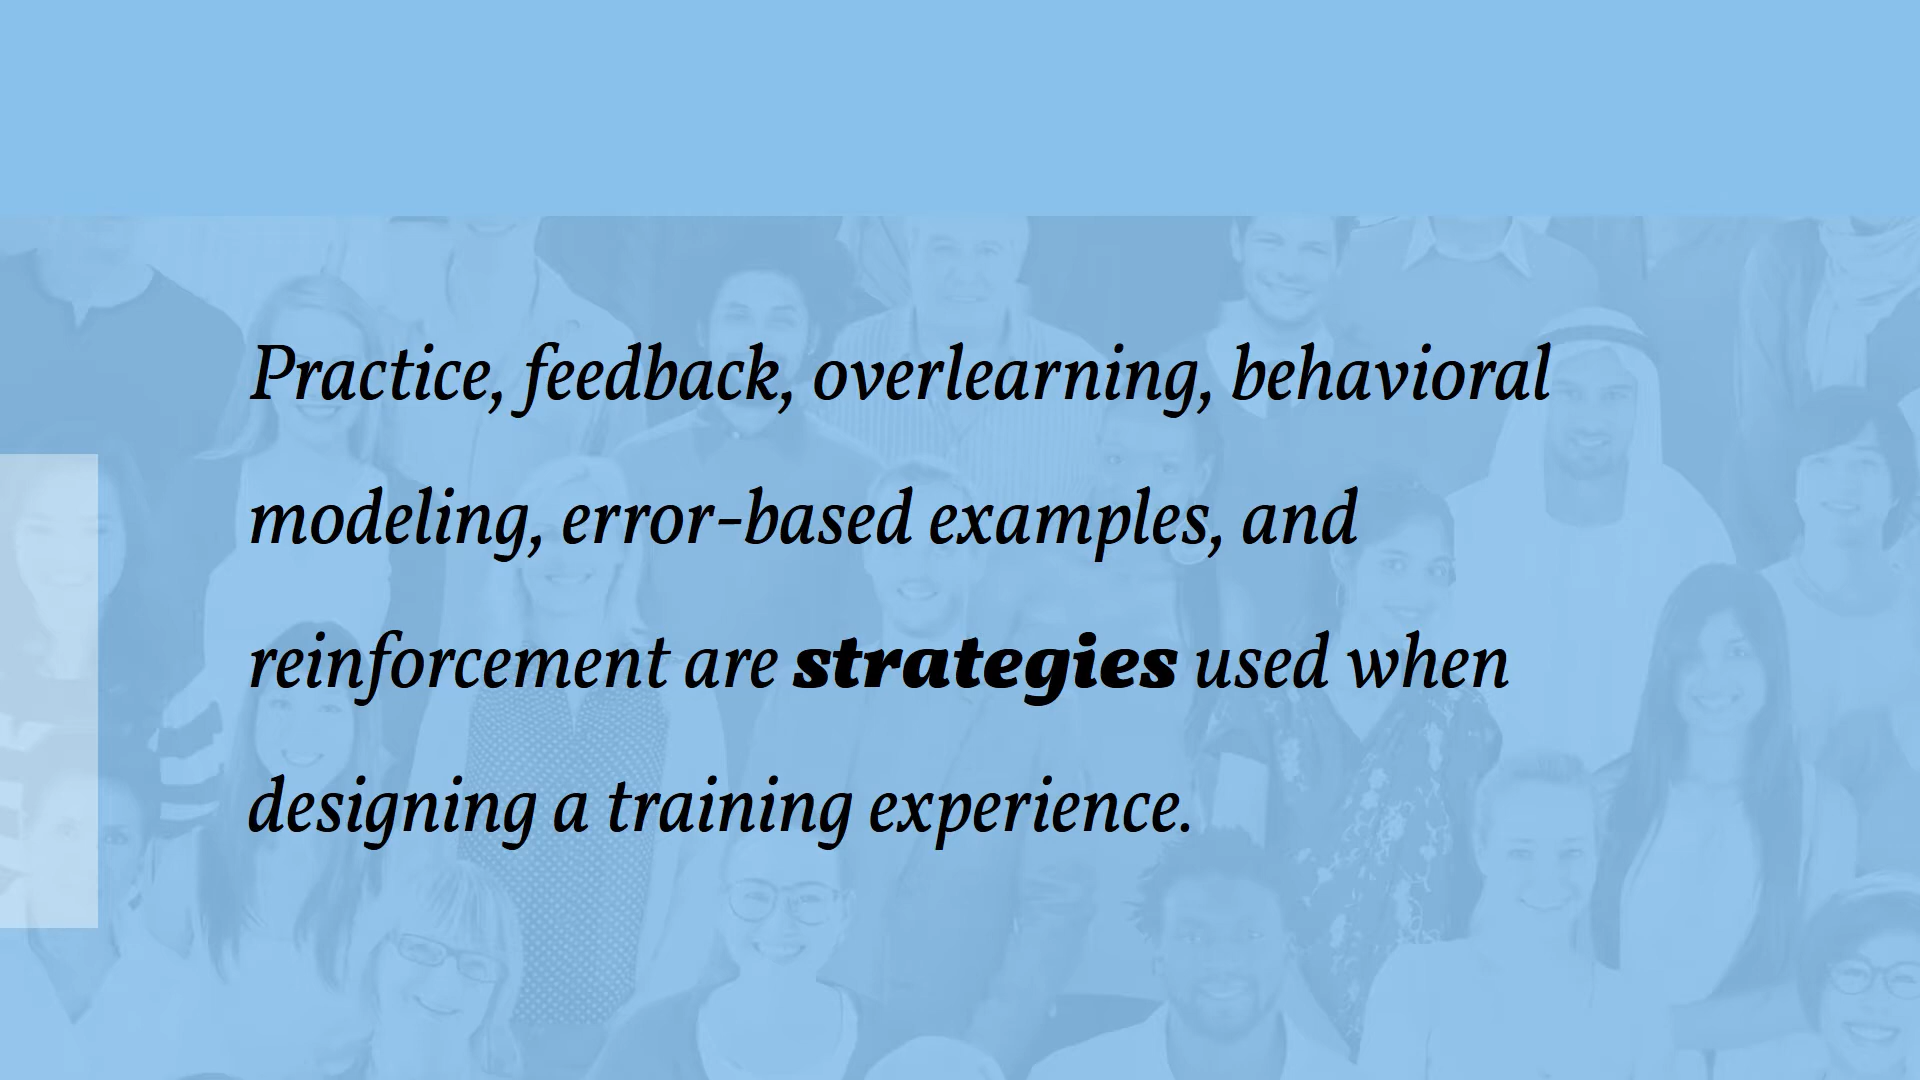 Practice, feedback, overlearning, behavioral
modeling, error-based examples, and
reinforcement are strategies used when
designing a training experience.